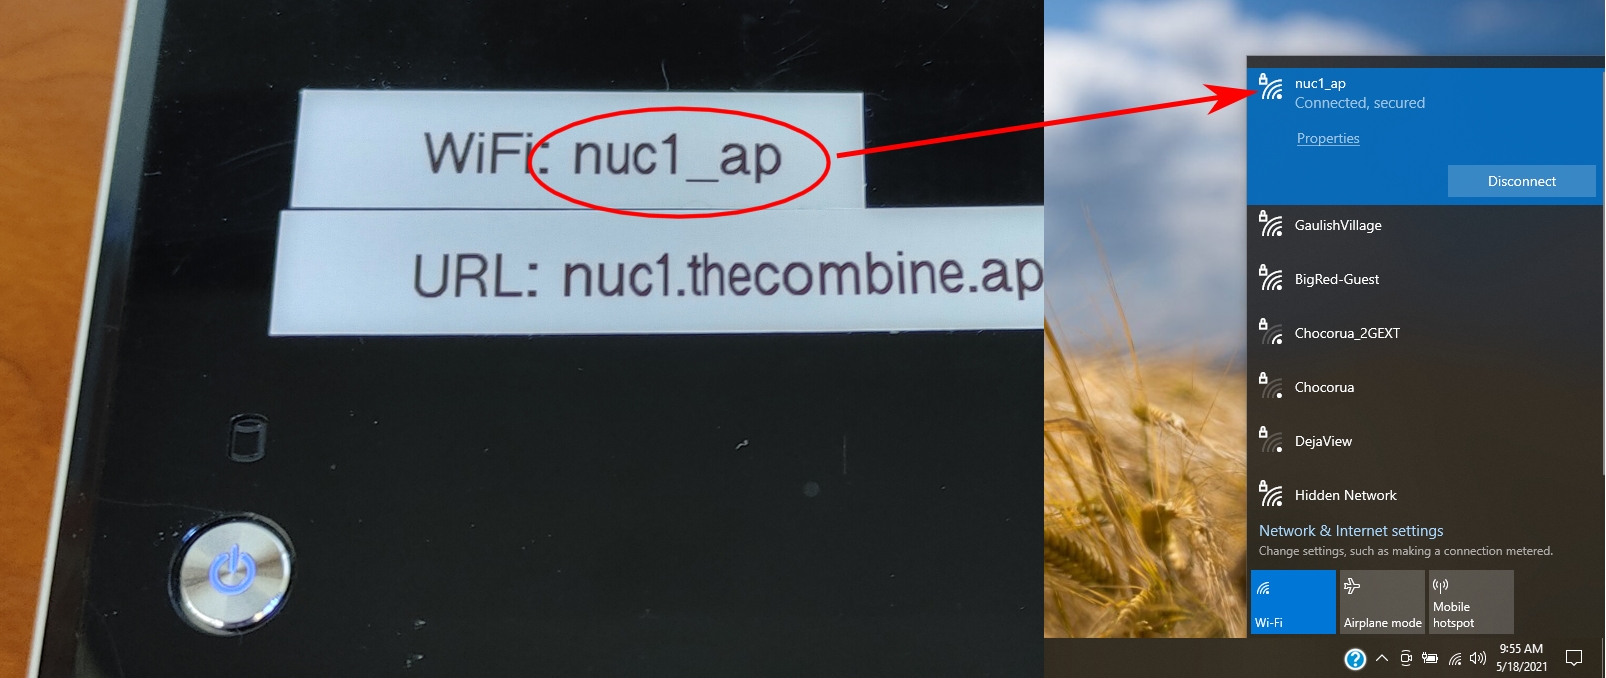 WiFi: nuc1_ap
URL: nuc1.thecombine.ap
nuc1_ap
Connected, secured
Properties
Disconnect
GaulishVillage
BigRed-Guest
Chocorua_2GEXT
Chocorua
DejaView
Hidden Network
Network & Internet settings
Change settings, such as making a connection metered.
Wi-Fi
Airplane mode
Mobile
hotspot
9:55 AM
5/18/2021